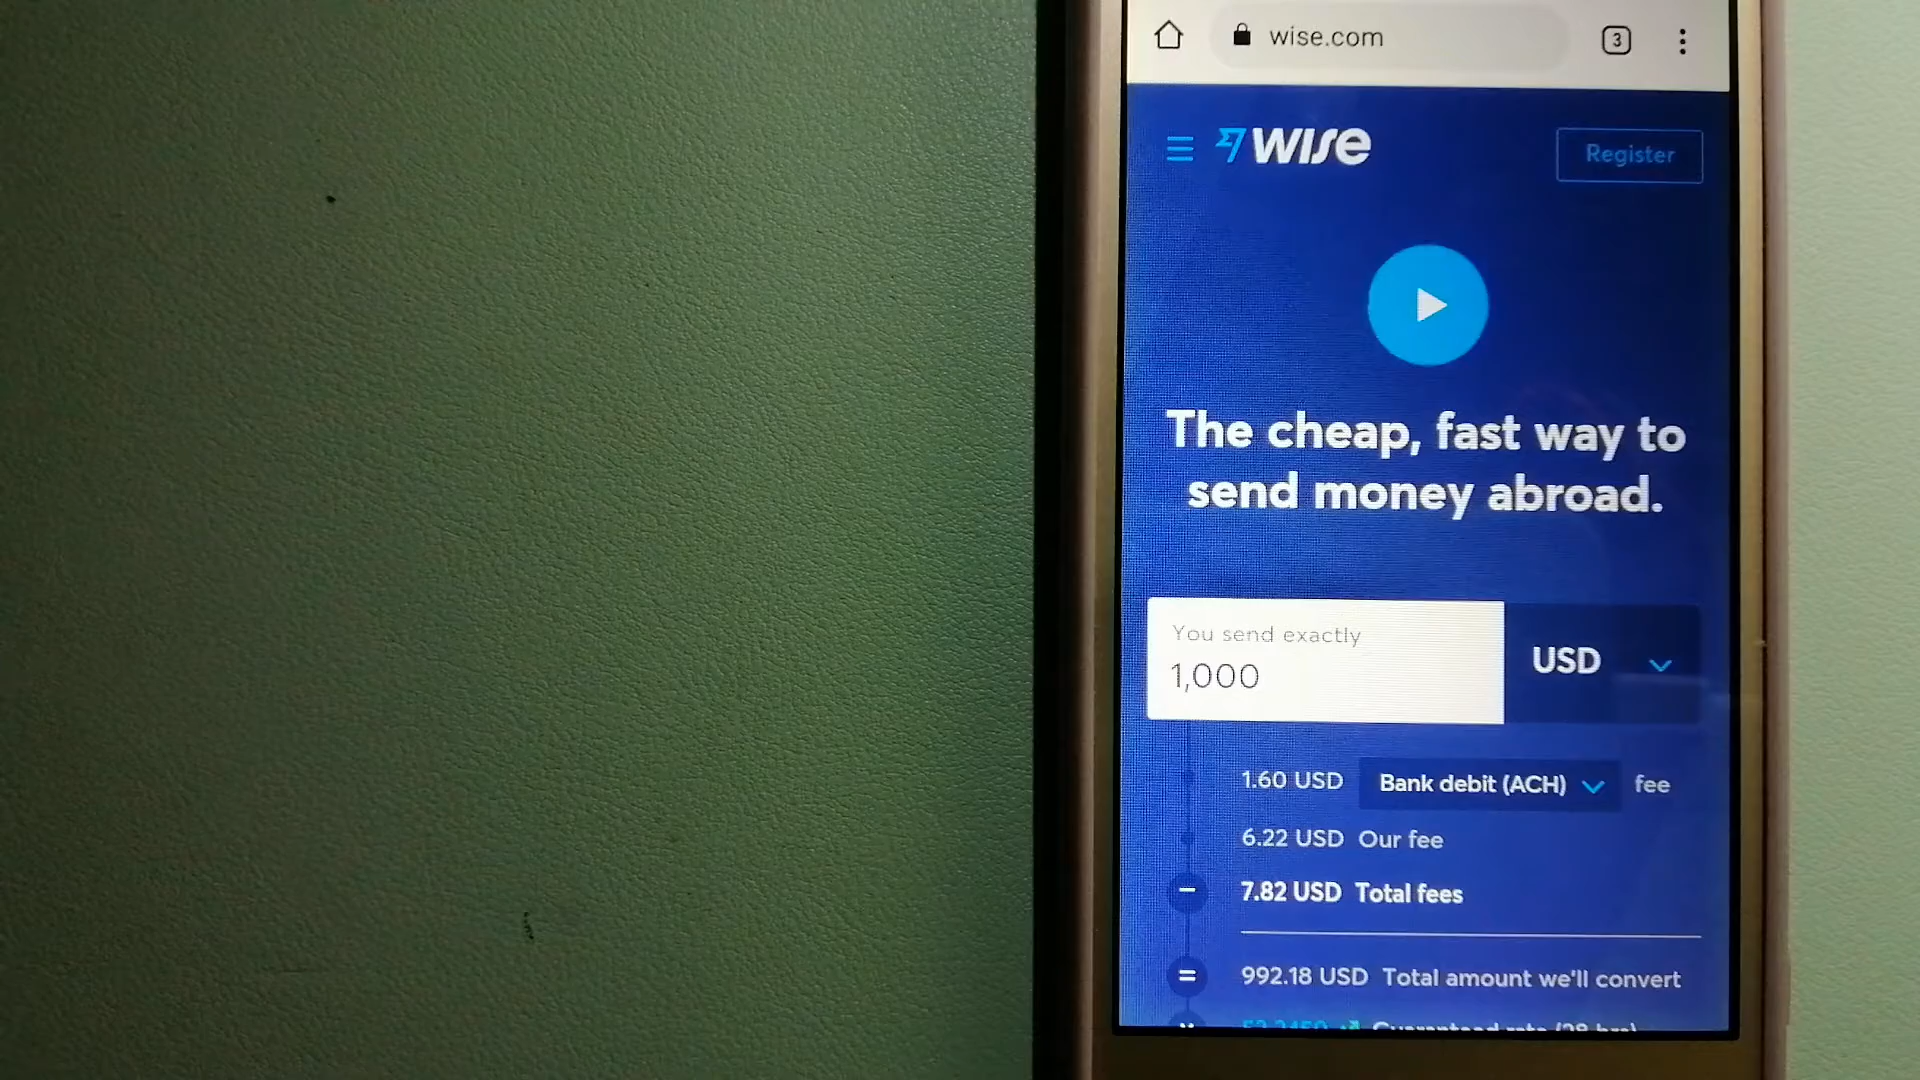 wise.com
3
wise
Register
The cheap, fast way to
send money abroad.
You send exactly
1,000
USD
1.60 USD Bank debit (ACH) fee
6.22 USD Our fee
7.82 USD Total fees
992.18 USD Total amount we'll convert
Guaranteed rate